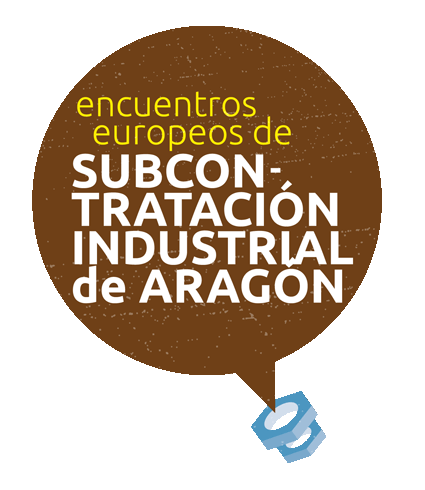 encuentros
europeos de
SUBCON-
TRATACIÓN
INDUSTRIAL
de ARAGÓN